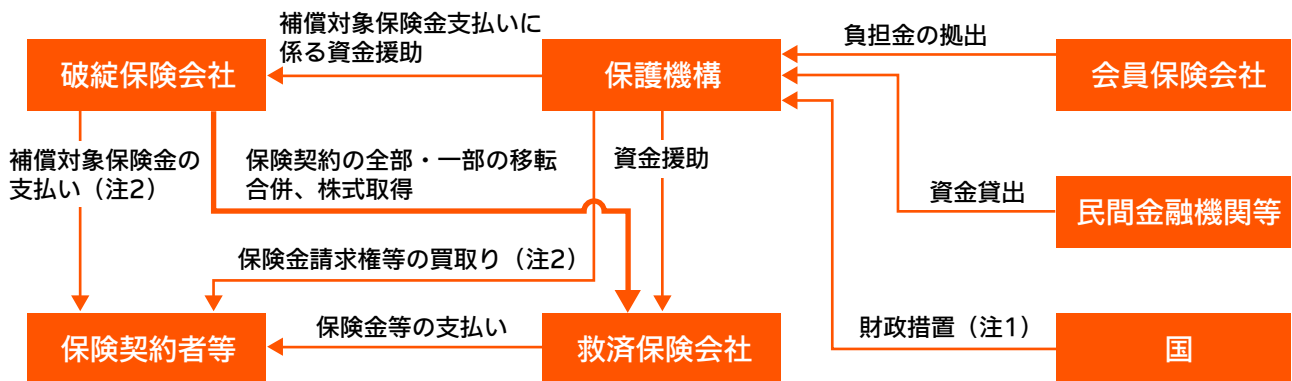 補償対象保険金支払いに
係る資金援助
負担金の拠出
破綻保険会社
保護機構
会員保険会社
補償対象保険金の
支払い（注2）
保険契約の全部・一部の移転
合併、株式取得
資金援助
資金貸出
民間金融機関等
保険金請求権等の買取り（注2）
保険金等の支払い
財政措置（注1）
保険契約者等
救済保険会社
国